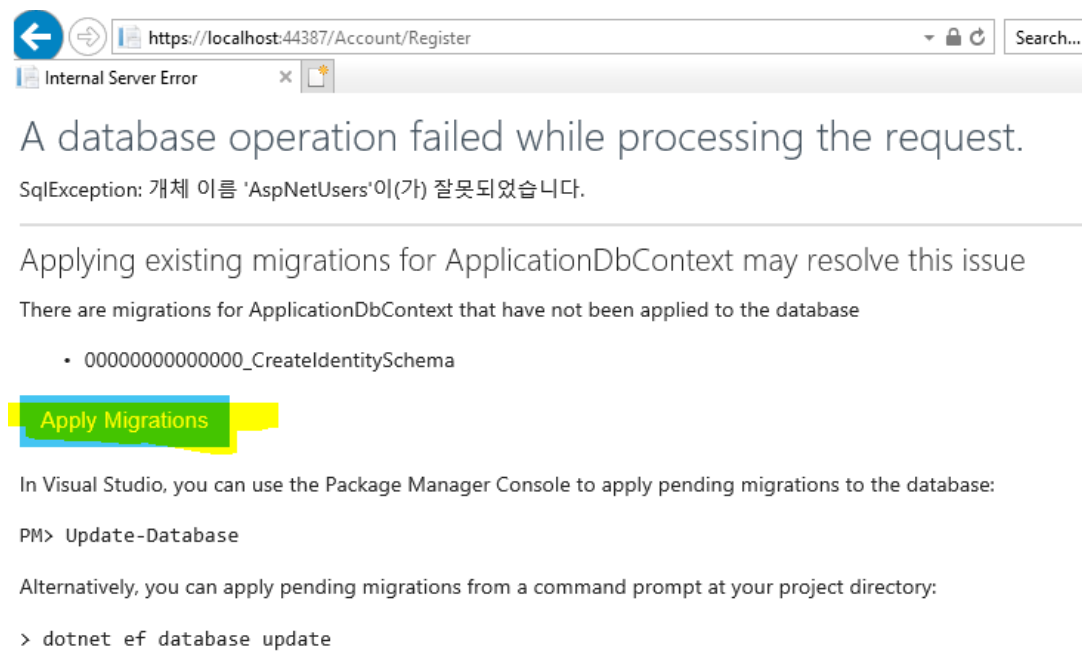 https://localhost:44387/Account/Register
Search...
Internal Server Error
A database operation failed while processing the request.
SqlException: 개체 이름 'AspNetUsers'이(가) 잘못되었습니다.
Applying existing migrations for ApplicationDbContext may resolve this issue
There are migrations for ApplicationDbContext that have not been applied to the database
• 00000000000000_CreateIdentitySchema
Apply Migrations
In Visual Studio, you can use the Package Manager Console to apply pending migrations to the database:
PM> Update-Database
Alternatively, you can apply pending migrations from a command prompt at your project directory:
> dotnet ef database update